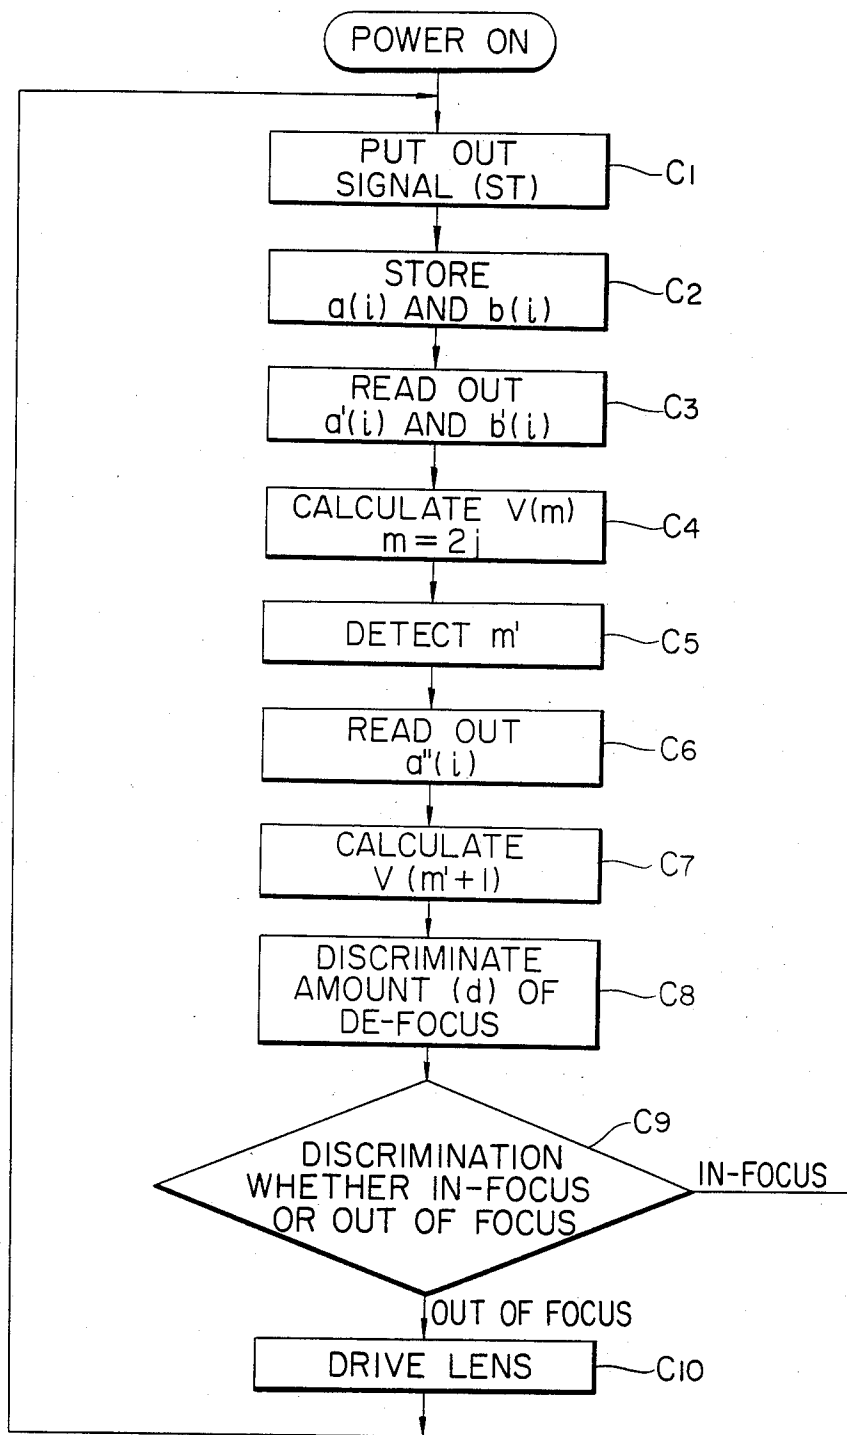 POWER ON
PUT OUT
SIGNAL (ST)
C1
STORE
a(i) AND b(i)
C2
READ OUT
a'(i) AND b'(i)
C3
CALCULATE V(m)
m = 2j
C4
DETECT m'
C5
READ OUT
a"(i)
C6
CALCULATE
V (m'+1)
C7
DISCRIMINATE
AMOUNT (d) OF
DE-FOCUS
C8
C9
DISCRIMINATION
WHETHER IN-FOCUS
OR OUT OF FOCUS
IN-FOCUS
OUT OF FOCUS
DRIVE LENS
C10